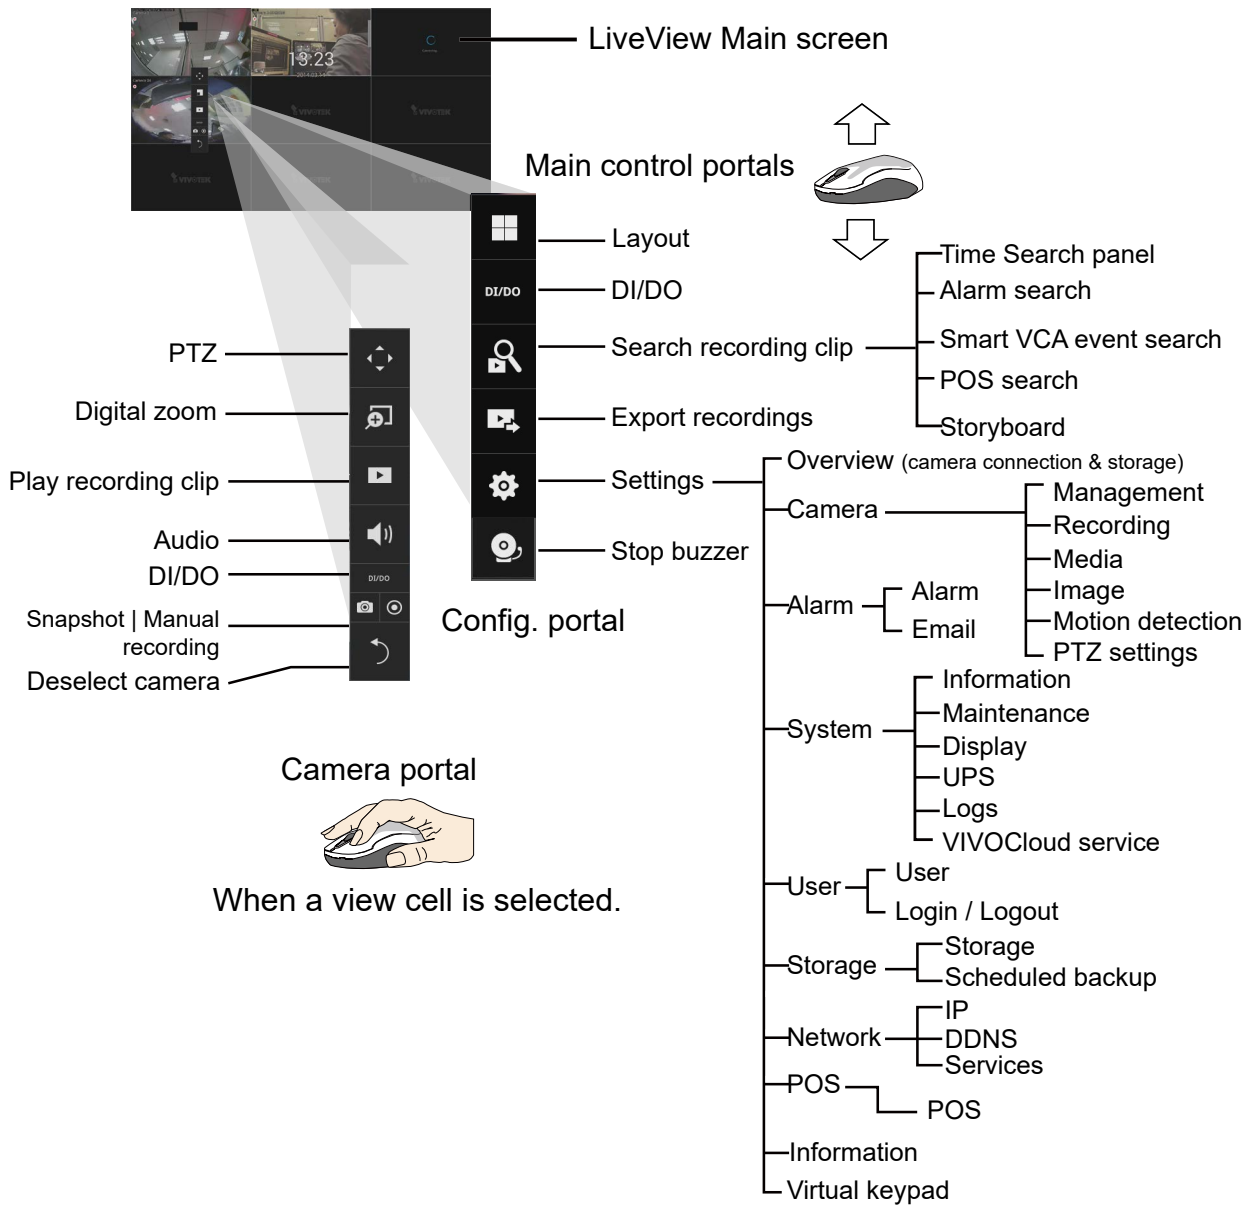 LiveView Main screen
13:23
VIVOTEK
VIVOTEK
VIVOTEK
Main control portals
Layout
DI/DO
DI/DO
Search recording clip
Time Search panel
Alarm search
Smart VCA event search
POS search
Storyboard
Export recordings
Settings
Stop buzzer
Config. portal
PTZ
Digital zoom
Play recording clip
Audio
DI/DO
DI/DO
Snapshot | Manual
recording
Deselect camera
Camera portal
When a view cell is selected.
Overview (camera connection & storage)
Camera
Management
Recording
Media
Image
Motion detection
PTZ settings
Alarm
Alarm
Email
System
Information
Maintenance
Display
UPS
Logs
VIVOCloud service
User
User
Login / Logout
Storage
Storage
Scheduled backup
Network
IP
DDNS
Services
POS
POS
Information
Virtual keypad